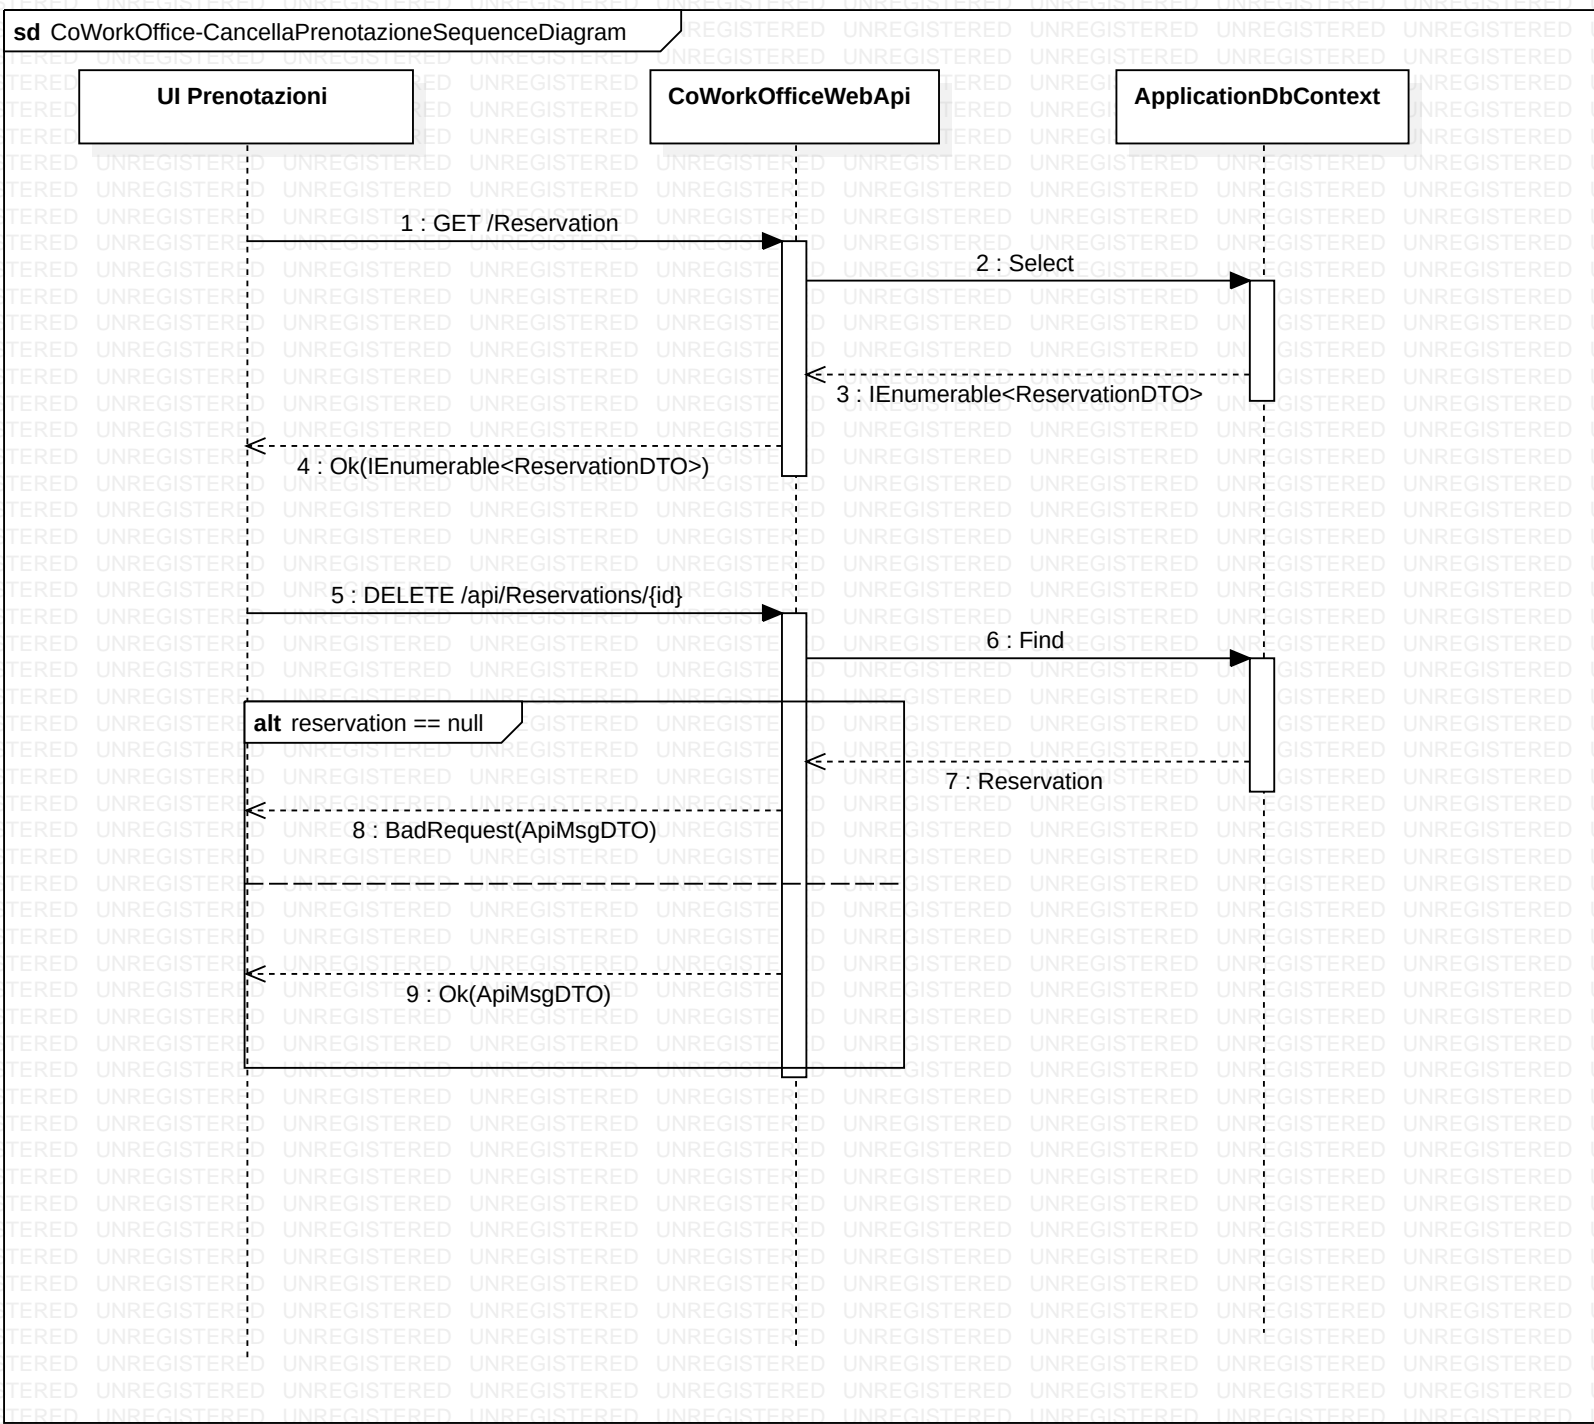 sd CoWorkOffice-CancellaPrenotazioneSequenceDiagram
UI Prenotazioni
CoWorkOfficeWebApi
ApplicationDbContext
1 : GET /Reservation
2 : Select
3 : IEnumerable<ReservationDTO>
4 : Ok(IEnumerable<ReservationDTO>)
5 : DELETE /api/Reservations/{id}
6 : Find
alt reservation == null
7 : Reservation
8 : BadRequest(ApiMsgDTO)
9 : Ok(ApiMsgDTO)
UNREGISTERED